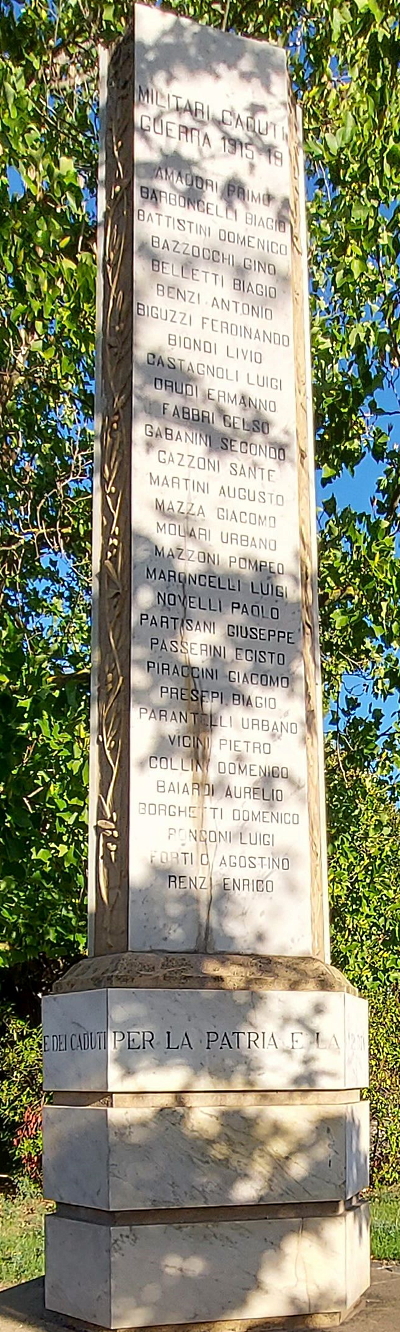 MILITARI CADUTI
GUERRA 1915-18
AMADORI PRIMO
BARBONCELLI BIAGIO
BATTISTINI DOMENICO
BAZZOCCHI GINO
BELLETTI BIAGIO
BENZI ANTONIO
BIGUZZI FERDINANDO
BIONDI LIVIO
CASTAGNOLI LUIGI
DRUDI ERMANNO
FABBRI CELSO
GABANINI SECONDO
GAZZONI SANTE
MARTINI AUGUSTO
MAZZA GIACOMO
MOLARI URBANO
MAZZONI POMPEO
MARONCELLI LUIGI
NOVELLI PAOLO
PARTISANI GIUSEPPE
PASSERINI EGISTO
PIRACCINI GIACOMO
PRESEPI BIAGIO
PARANTELLI URBANO
VICINI PIETRO
COLLINI DOMENICO
BAIARDI AURELIO
BORGHETTI DOMENICO
RONCONI LUIGI
FORTI D. AGOSTINO
RENZI ENRICO
E DEI CADUTI PER LA PATRIA E LA